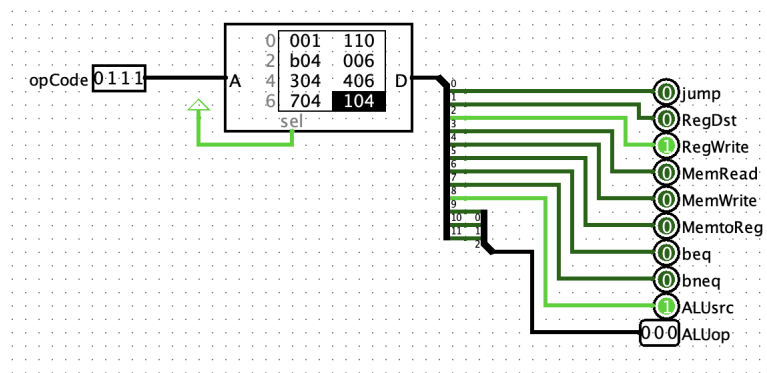 opCode 0111
A
D
0 001 110
2 b04 006
4 304 406
6 704 104
sel
0
1
2
3
4
5
6
7
8
9
10 0
11 1
2
0 jump
0 RegDst
1 RegWrite
0 MemRead
0 MemWrite
0 MemtoReg
0 beq
0 bneq
1 ALUsrc
000 ALUop